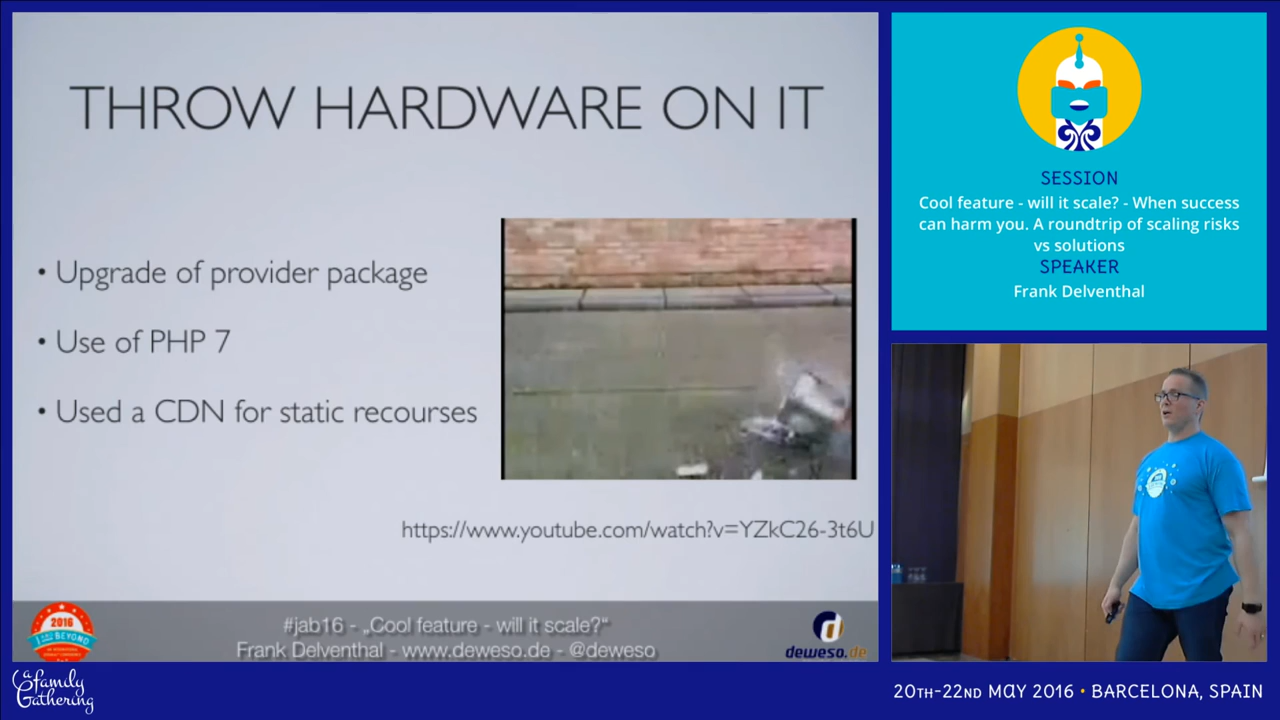 THROW HARDWARE ON IT
• Upgrade of provider package
• Use of PHP 7
• Used a CDN for static recourses
https://www.youtube.com/watch?v=YZkC26-3t6U
#jab16 - „Cool feature - will it scale?“
Frank Delventhal - www.deweso.de - @deweso
2016
BEYOND
deweso.de
SESSION
Cool feature - will it scale? - When success
can harm you. A roundtrip of scaling risks
vs solutions
SPEAKER
Frank Delventhal
a family
Gathering
20TH-22ND MAY 2016 • BARCELONA, SPAIN